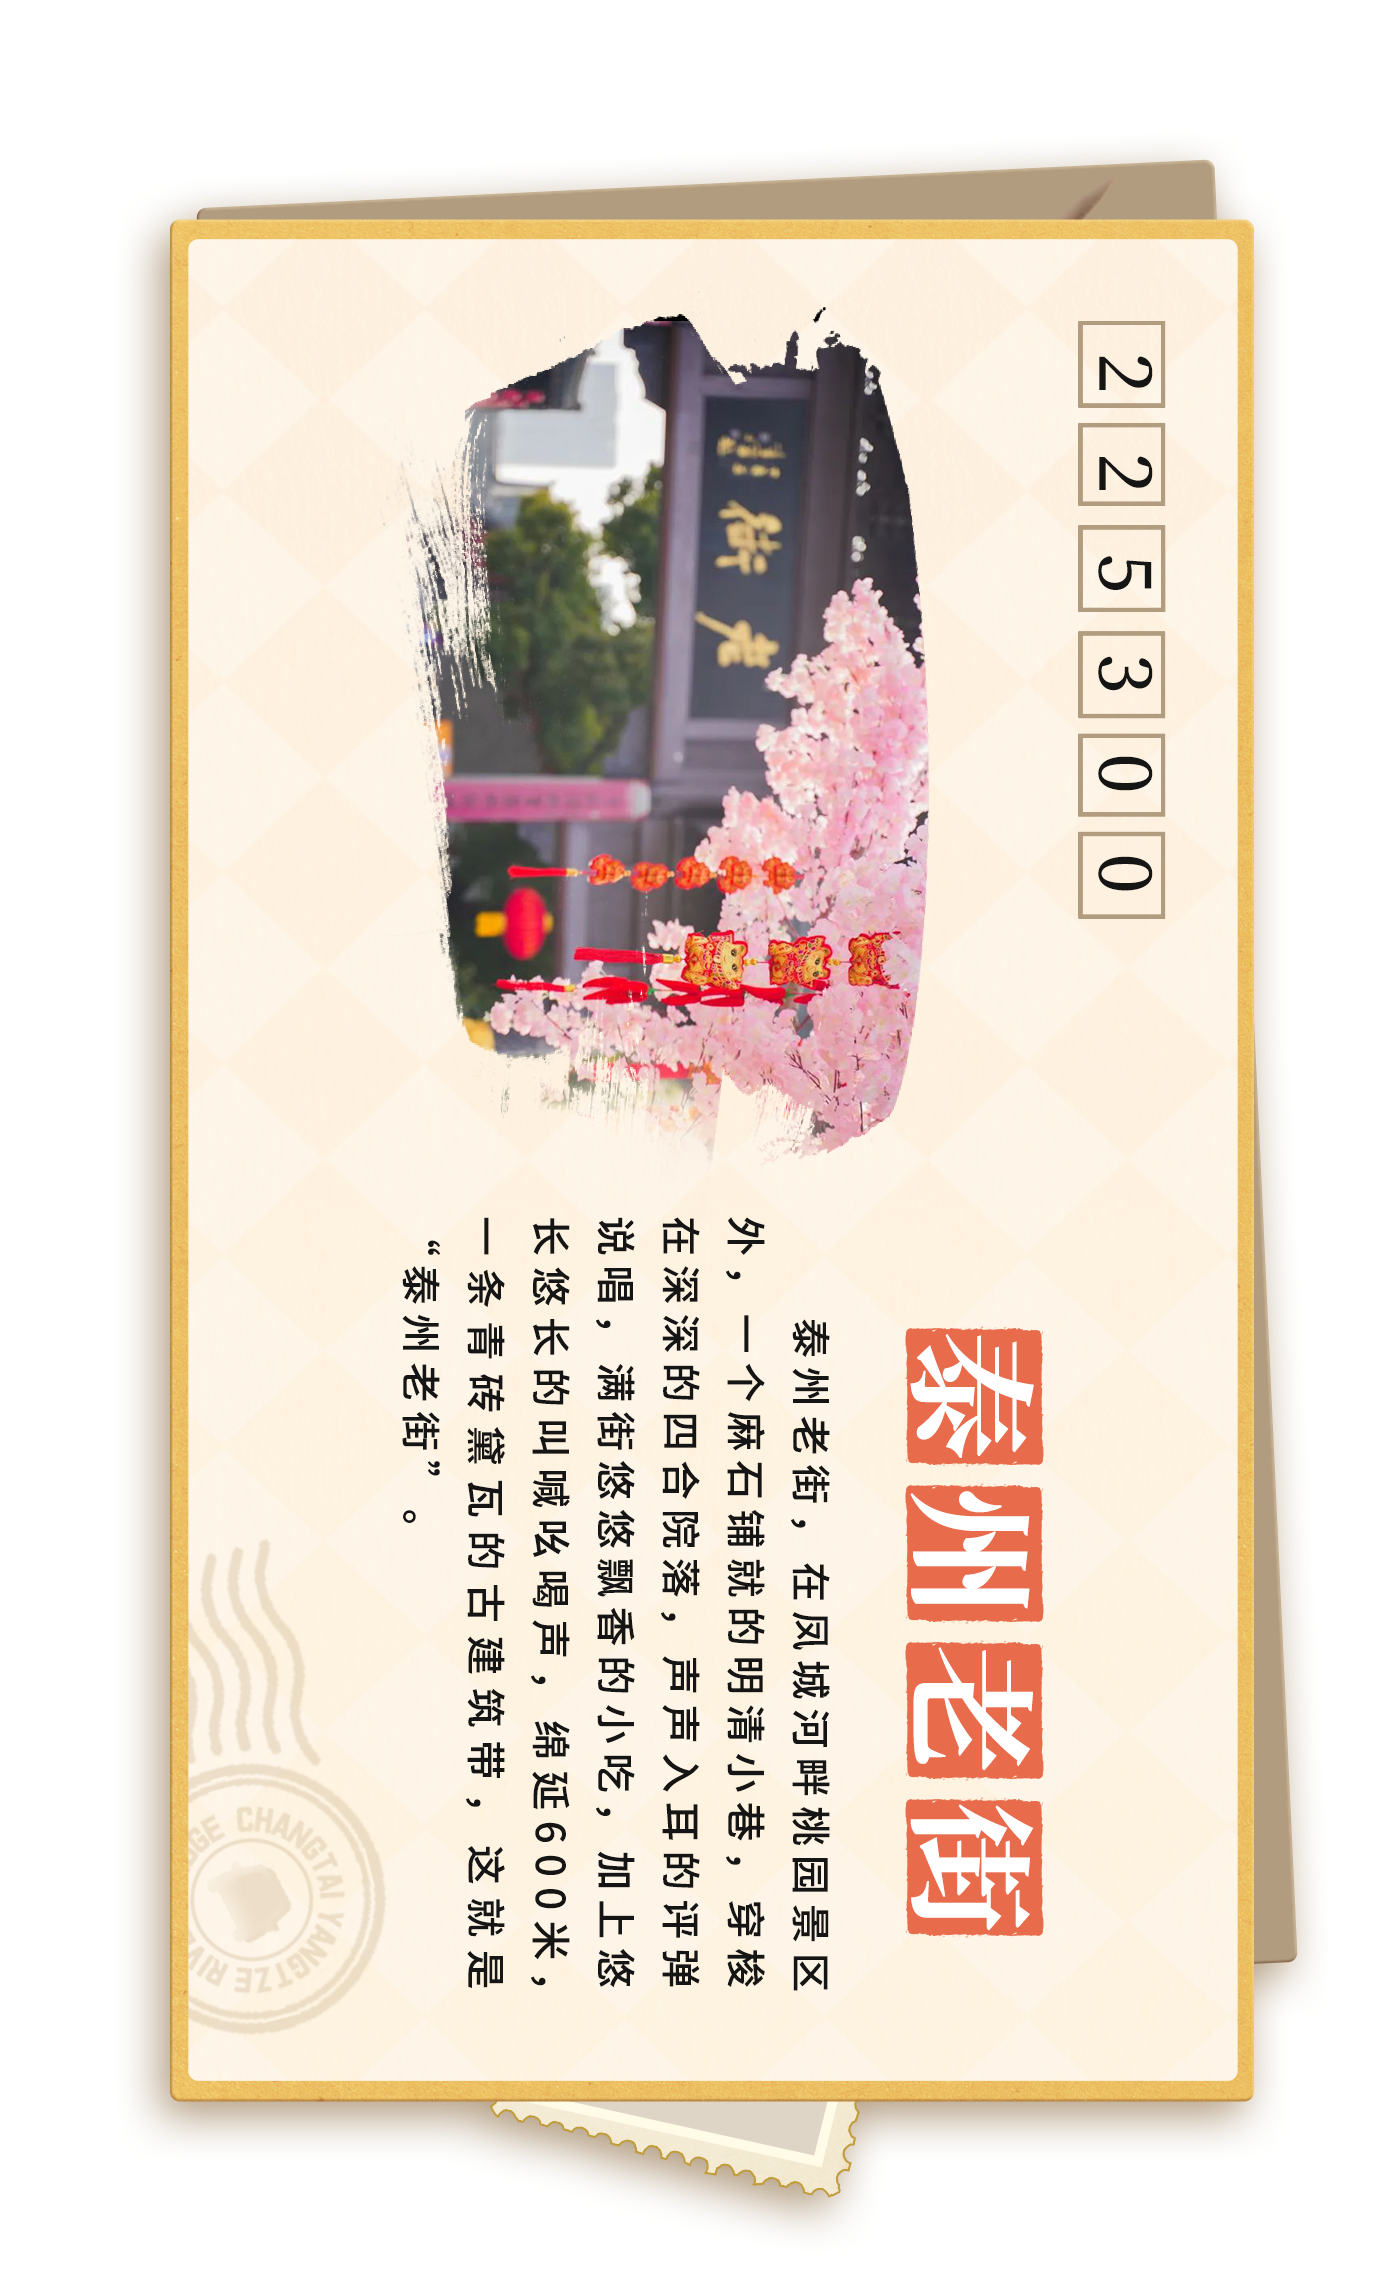 225300
老街
泰州老街
泰州老街，在凤城河畔桃园景区
外，一个麻石铺就的明清小巷，穿梭
在深深的四合院落，声声入耳的评弹
说唱，满街悠悠飘香的小吃，加上悠
长悠长的叫喊吆喝声，绵延600米，
一条青砖黛瓦的古建筑带，这就是
“泰州老街”。
CHANGTAI YANGTZE